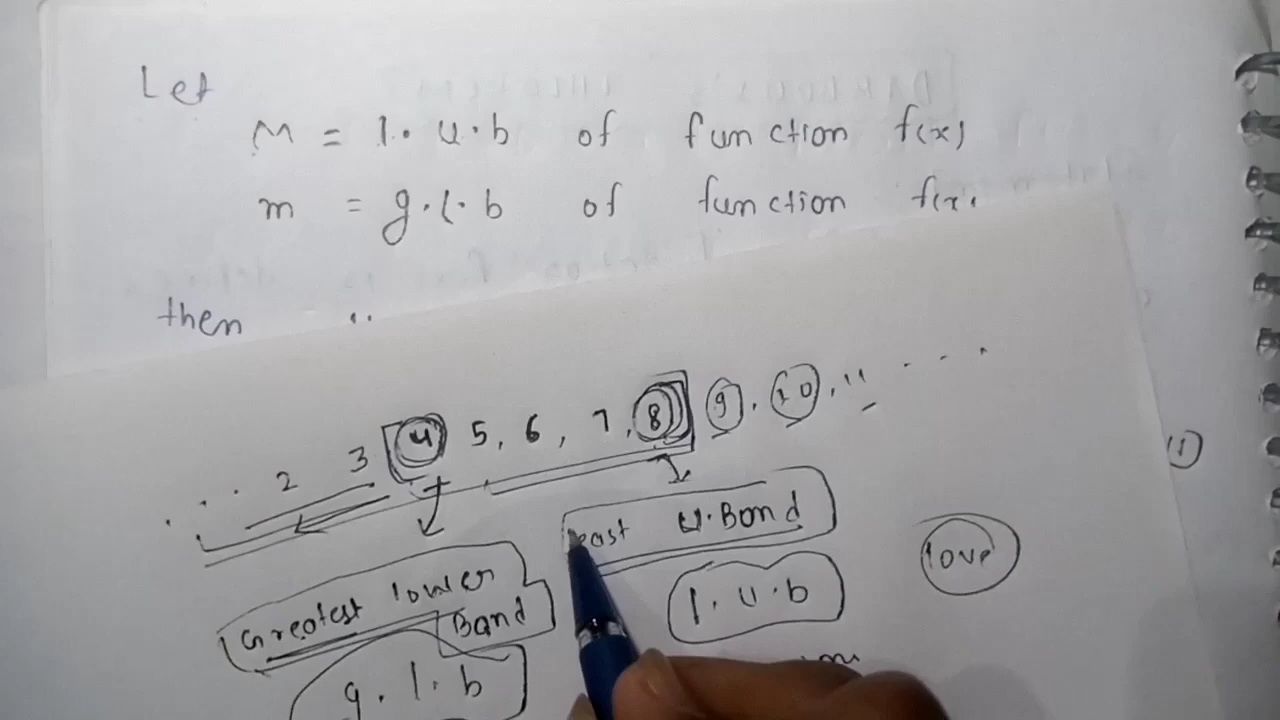 Let
M = l. u. b of function f(x)
m = g. l. b of function f(x
then
. . . 2 3 4 5, 6, 7, 8 9. 10, 11 . . .
least U. Bond
love
Greatest lower
Band
l. u. b
g. l. b
(1)